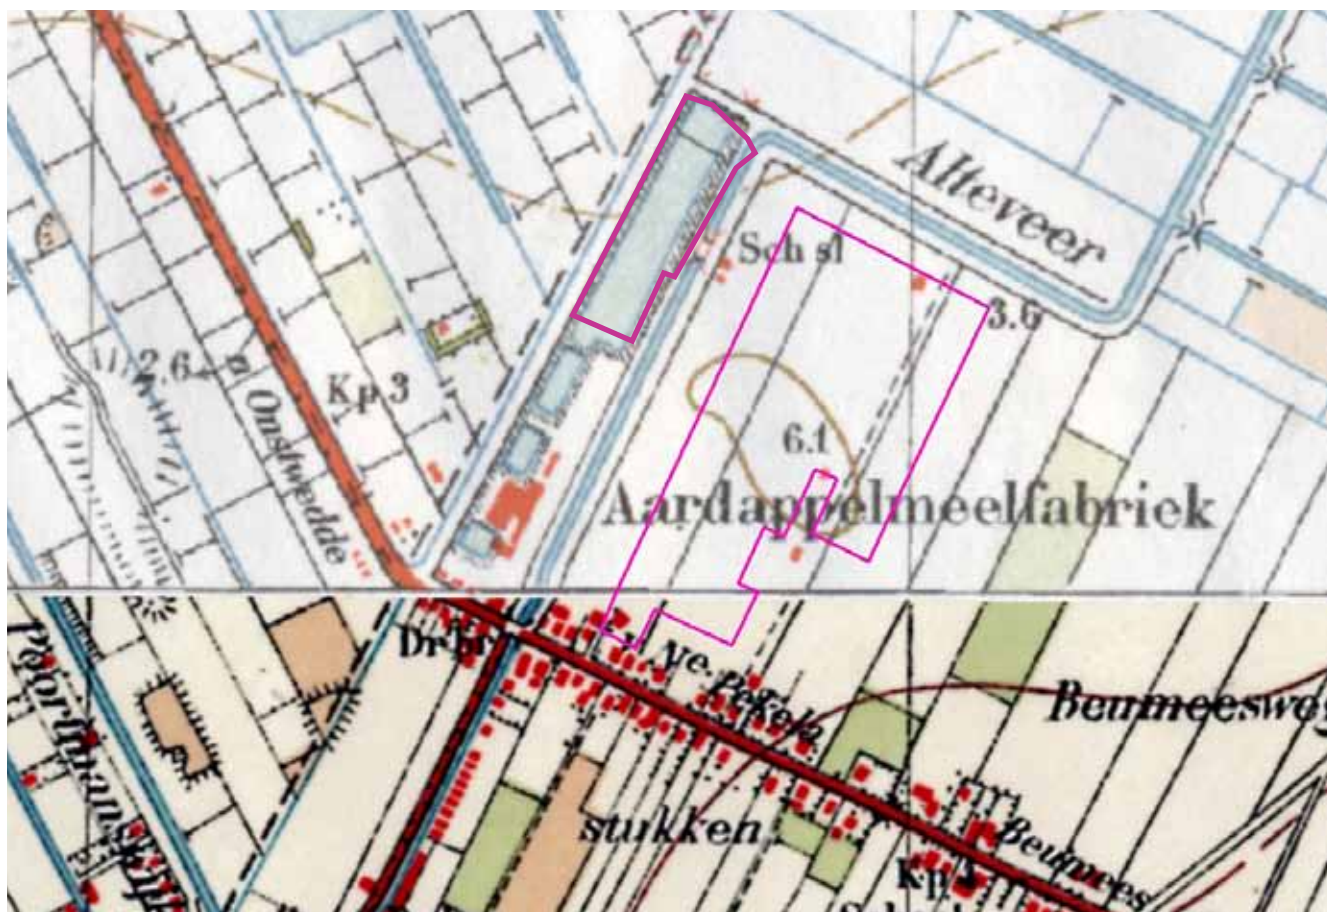 Alteveer
Sch sl
3.6
2.6
a Onstwedde
Kp 3
6.1
Aardappelmeelfabriek
Dr br
Pekela
Beumeesweg
stukken
Beumees
Kp